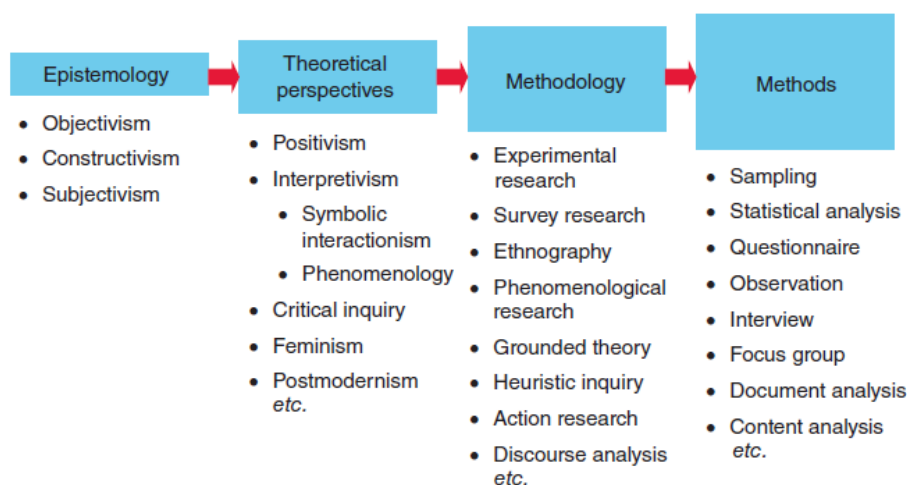 Epistemology
• Objectivism
• Constructivism
• Subjectivism
Theoretical
perspectives
• Positivism
• Interpretivism
• Symbolic
interactionism
• Phenomenology
• Critical inquiry
• Feminism
• Postmodernism
etc.
Methodology
• Experimental
research
• Survey research
• Ethnography
• Phenomenological
research
• Grounded theory
• Heuristic inquiry
• Action research
• Discourse analysis
etc.
Methods
• Sampling
• Statistical analysis
• Questionnaire
• Observation
• Interview
• Focus group
• Document analysis
• Content analysis
etc.